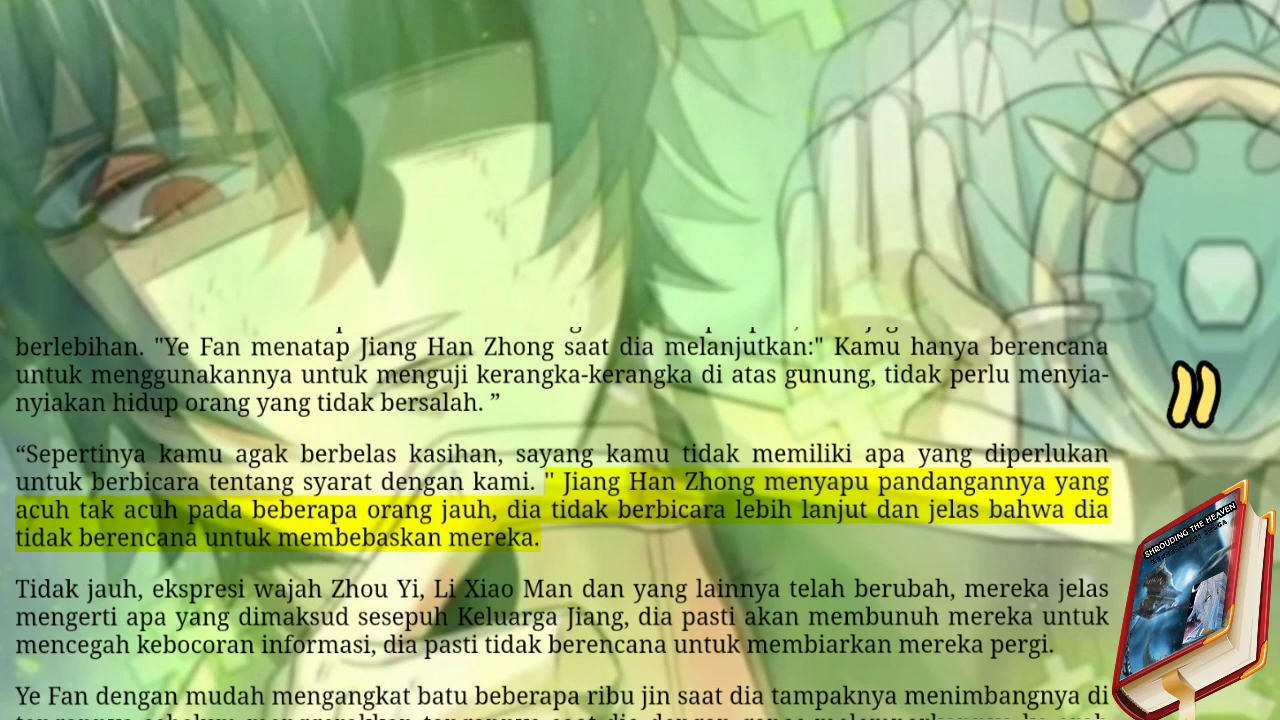 berlebihan. "Ye Fan menatap Jiang Han Zhong saat dia melanjutkan:" Kamu hanya berencana
untuk menggunakannya untuk menguji kerangka-kerangka di atas gunung, tidak perlu menyia-
nyiakan hidup orang yang tidak bersalah. ”
“Sepertinya kamu agak berbelas kasihan, sayang kamu tidak memiliki apa yang diperlukan
untuk berbicara tentang syarat dengan kami. " Jiang Han Zhong menyapu pandangannya yang
acuh tak acuh pada beberapa orang jauh, dia tidak berbicara lebih lanjut dan jelas bahwa dia
tidak berencana untuk membebaskan mereka.
Tidak jauh, ekspresi wajah Zhou Yi, Li Xiao Man dan yang lainnya telah berubah, mereka jelas
mengerti apa yang dimaksud sesepuh Keluarga Jiang, dia pasti akan membunuh mereka untuk
mencegah kebocoran informasi, dia pasti tidak berencana untuk membiarkan mereka pergi.
Ye Fan dengan mudah mengangkat batu beberapa ribu jin saat dia tampaknya menimbangnya di
SHROUDING THE HEAVEN